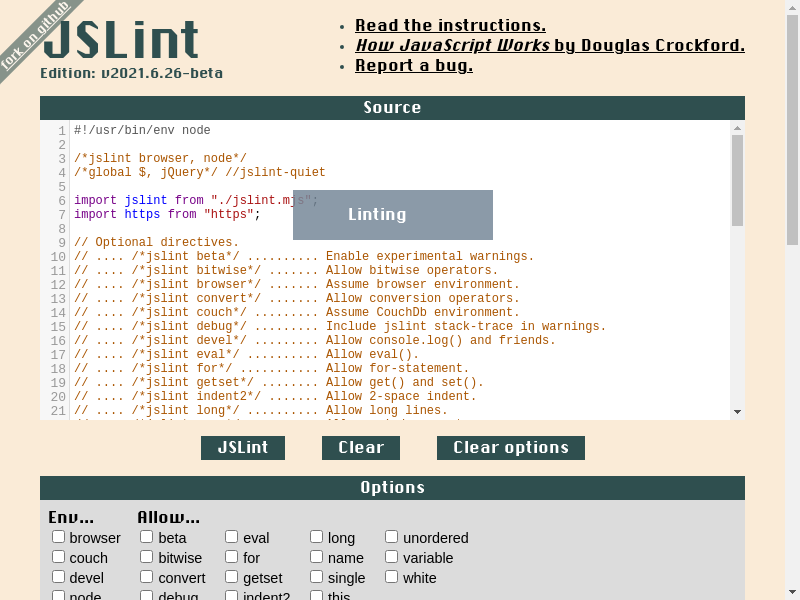 fork on github
JSLint
Edition: v2021.6.26-beta
• Read the instructions.
• How JavaScript Works by Douglas Crockford.
• Report a bug.
Source
1 #!/usr/bin/env node
2
3 /*jslint browser, node*/
4 /*global $, jQuery*/ //jslint-quiet
5
6 import jslint from "./jslint.mjs";
7 import https from "https";
Linting
8
9 // Optional directives.
10 // .... /*jslint beta*/ .......... Enable experimental warnings.
11 // .... /*jslint bitwise*/ ....... Allow bitwise operators.
12 // .... /*jslint browser*/ ....... Assume browser environment.
13 // .... /*jslint convert*/ ....... Allow conversion operators.
14 // .... /*jslint couch*/ ......... Assume CouchDb environment.
15 // .... /*jslint debug*/ ......... Include jslint stack-trace in warnings.
16 // .... /*jslint devel*/ ......... Allow console.log() and friends.
17 // .... /*jslint eval*/ .......... Allow eval().
18 // .... /*jslint for*/ ........... Allow for-statement.
19 // .... /*jslint getset*/ ........ Allow get() and set().
20 // .... /*jslint indent2*/ ....... Allow 2-space indent.
21 // .... /*jslint long*/ .......... Allow long lines.
JSLint Clear Clear options
Options
Env... Allow...
browser beta eval long unordered
couch bitwise for name variable
devel convert getset single white
node debug indent2 this